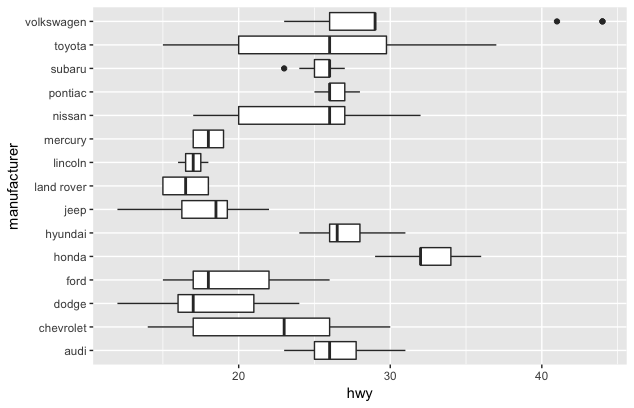 volkswagen
toyota
subaru
pontiac
nissan
mercury
lincoln
land rover
jeep
hyundai
honda
ford
dodge
chevrolet
audi
manufacturer
20 30 40
hwy